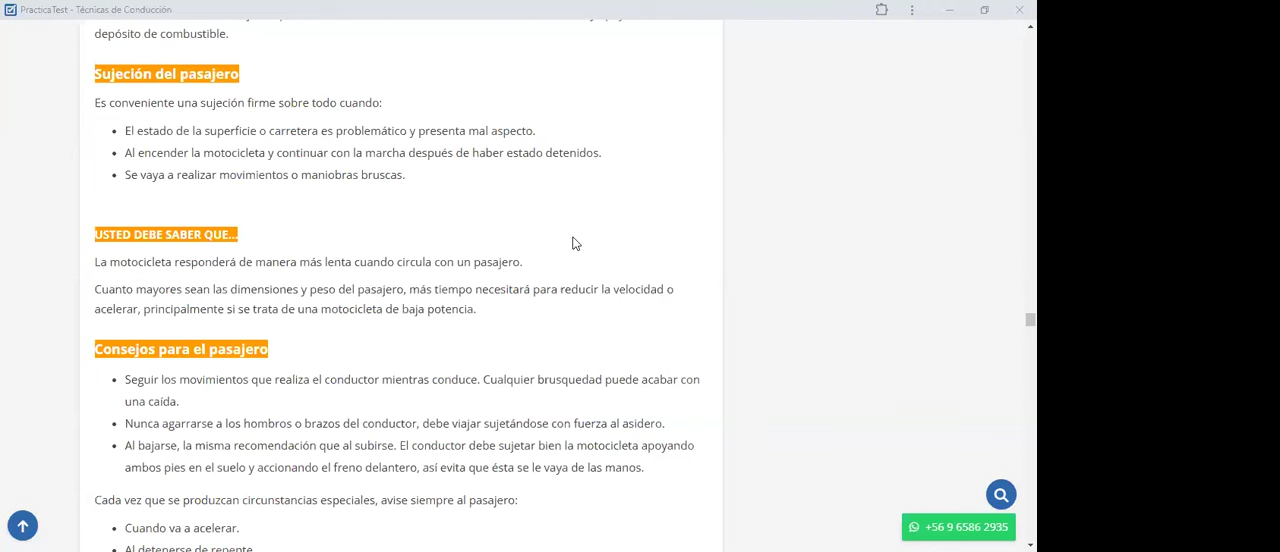 PracticaTest - Técnicas de Conducción
depósito de combustible.
Sujeción del pasajero
Es conveniente una sujeción firme sobre todo cuando:
• El estado de la superficie o carretera es problemático y presenta mal aspecto.
• Al encender la motocicleta y continuar con la marcha después de haber estado detenidos.
• Se vaya a realizar movimientos o maniobras bruscas.
USTED DEBE SABER QUE...
La motocicleta responderá de manera más lenta cuando circula con un pasajero.
Cuanto mayores sean las dimensiones y peso del pasajero, más tiempo necesitará para reducir la velocidad o
acelerar, principalmente si se trata de una motocicleta de baja potencia.
Consejos para el pasajero
• Seguir los movimientos que realiza el conductor mientras conduce. Cualquier brusquedad puede acabar con
una caída.
• Nunca agarrarse a los hombros o brazos del conductor, debe viajar sujetándose con fuerza al asidero.
• Al bajarse, la misma recomendación que al subirse. El conductor debe sujetar bien la motocicleta apoyando
ambos pies en el suelo y accionando el freno delantero, así evita que ésta se le vaya de las manos.
Cada vez que se produzcan circunstancias especiales, avise siempre al pasajero:
• Cuando va a acelerar.
• Al detenerse de repente.
+56 9 6586 2935